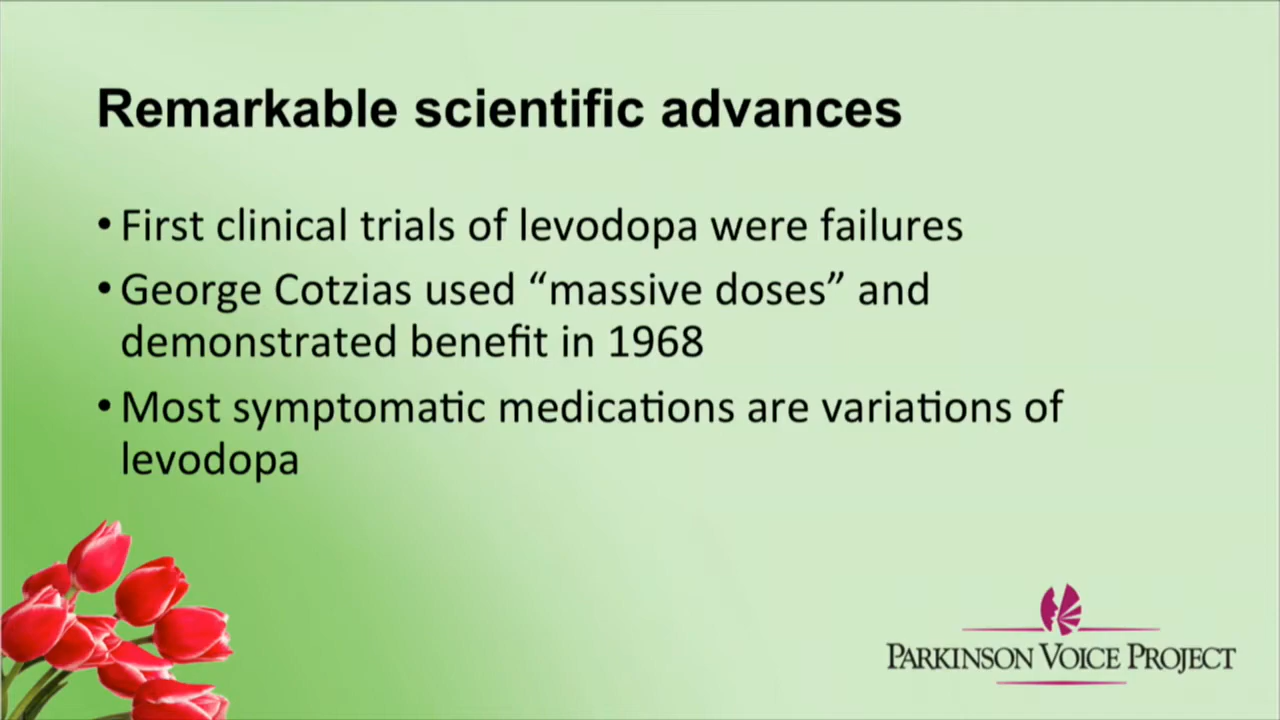 Remarkable scientific advances
• First clinical trials of levodopa were failures
• George Cotzias used “massive doses” and
demonstrated benefit in 1968
• Most symptomatic medications are variations of
levodopa
PARKINSON VOICE PROJECT